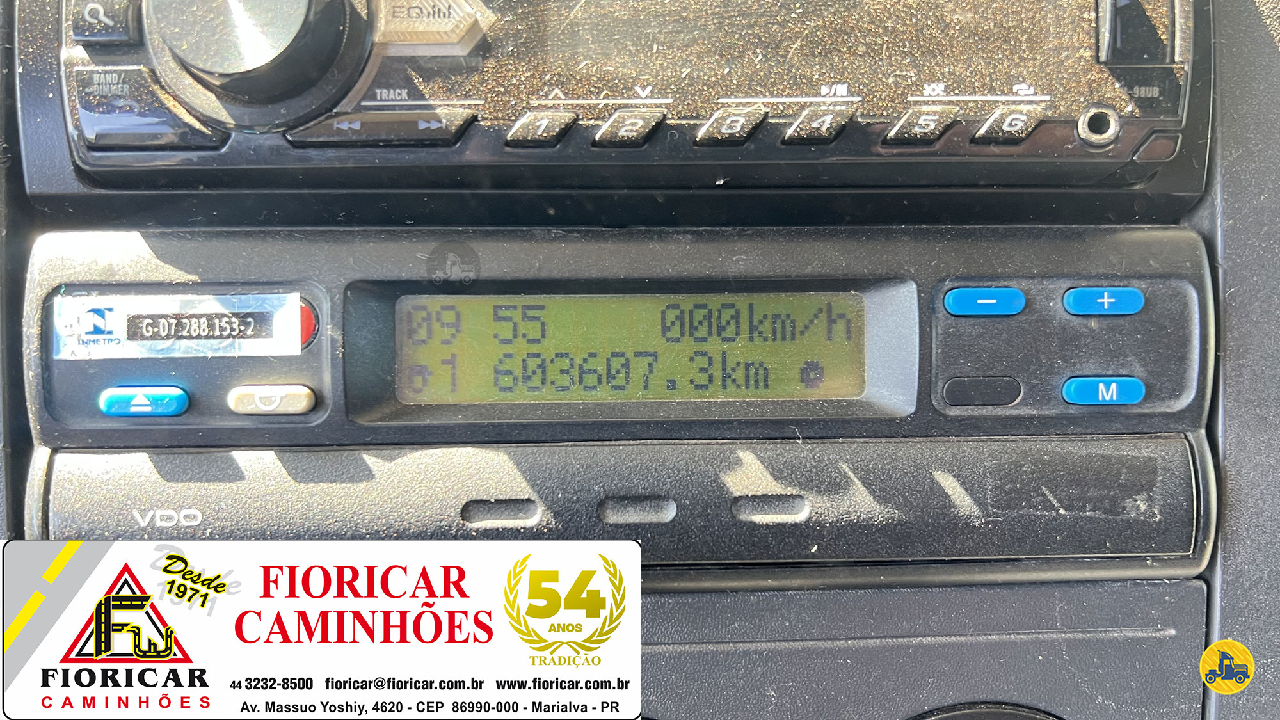 EQ/ILL
BAND/
DIMMER
TRACK
1 2 3 4 5 6
INMETRO
G-07.288.153-2
09 55 000km/h
1 603607.3km
- +
M
VDO
Desde
1971
FIORICAR
CAMINHÕES
FIORICAR
CAMINHÕES
54
ANOS
TRADIÇÃO
44 3232-8500 fioricar@fioricar.com.br www.fioricar.com.br
Av. Massuo Yoshiy, 4620 - CEP 86990-000 - Marialva - PR